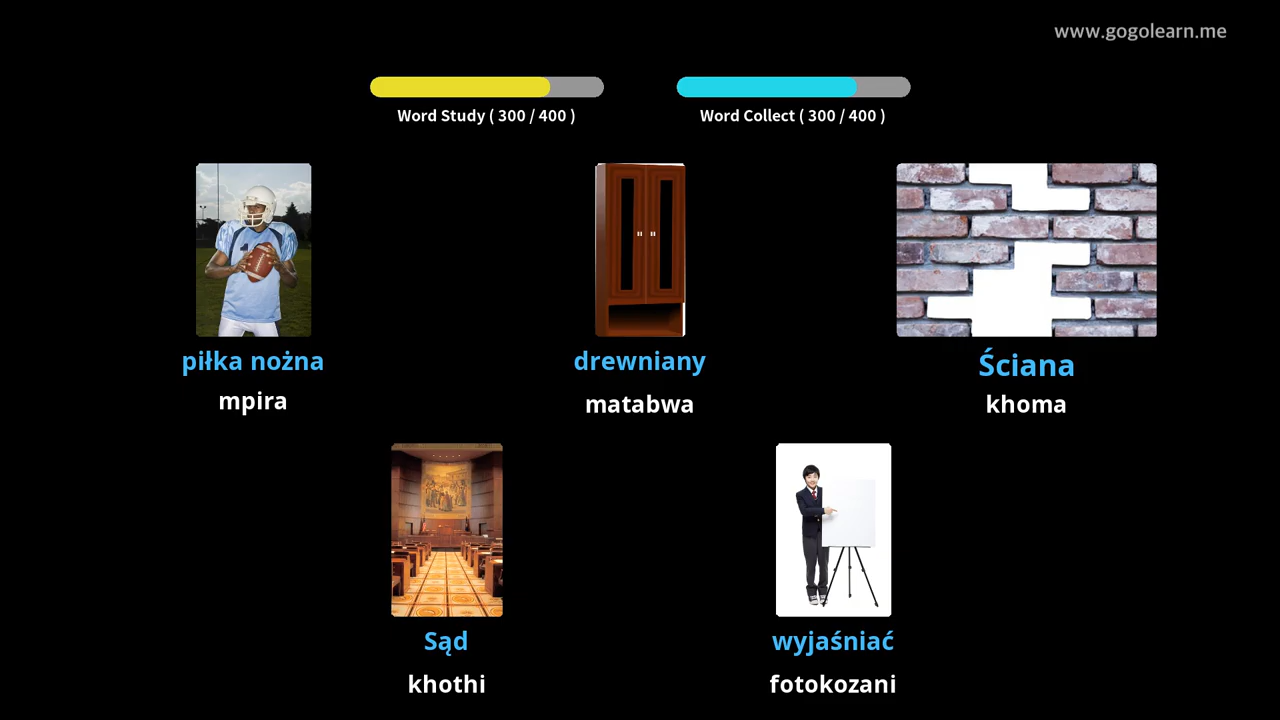 www.gogolearn.me
Word Study ( 300 / 400 )
Word Collect ( 300 / 400 )
piłka nożna
mpira
drewniany
matabwa
Ściana
khoma
Sąd
khothi
wyjaśniać
fotokozani